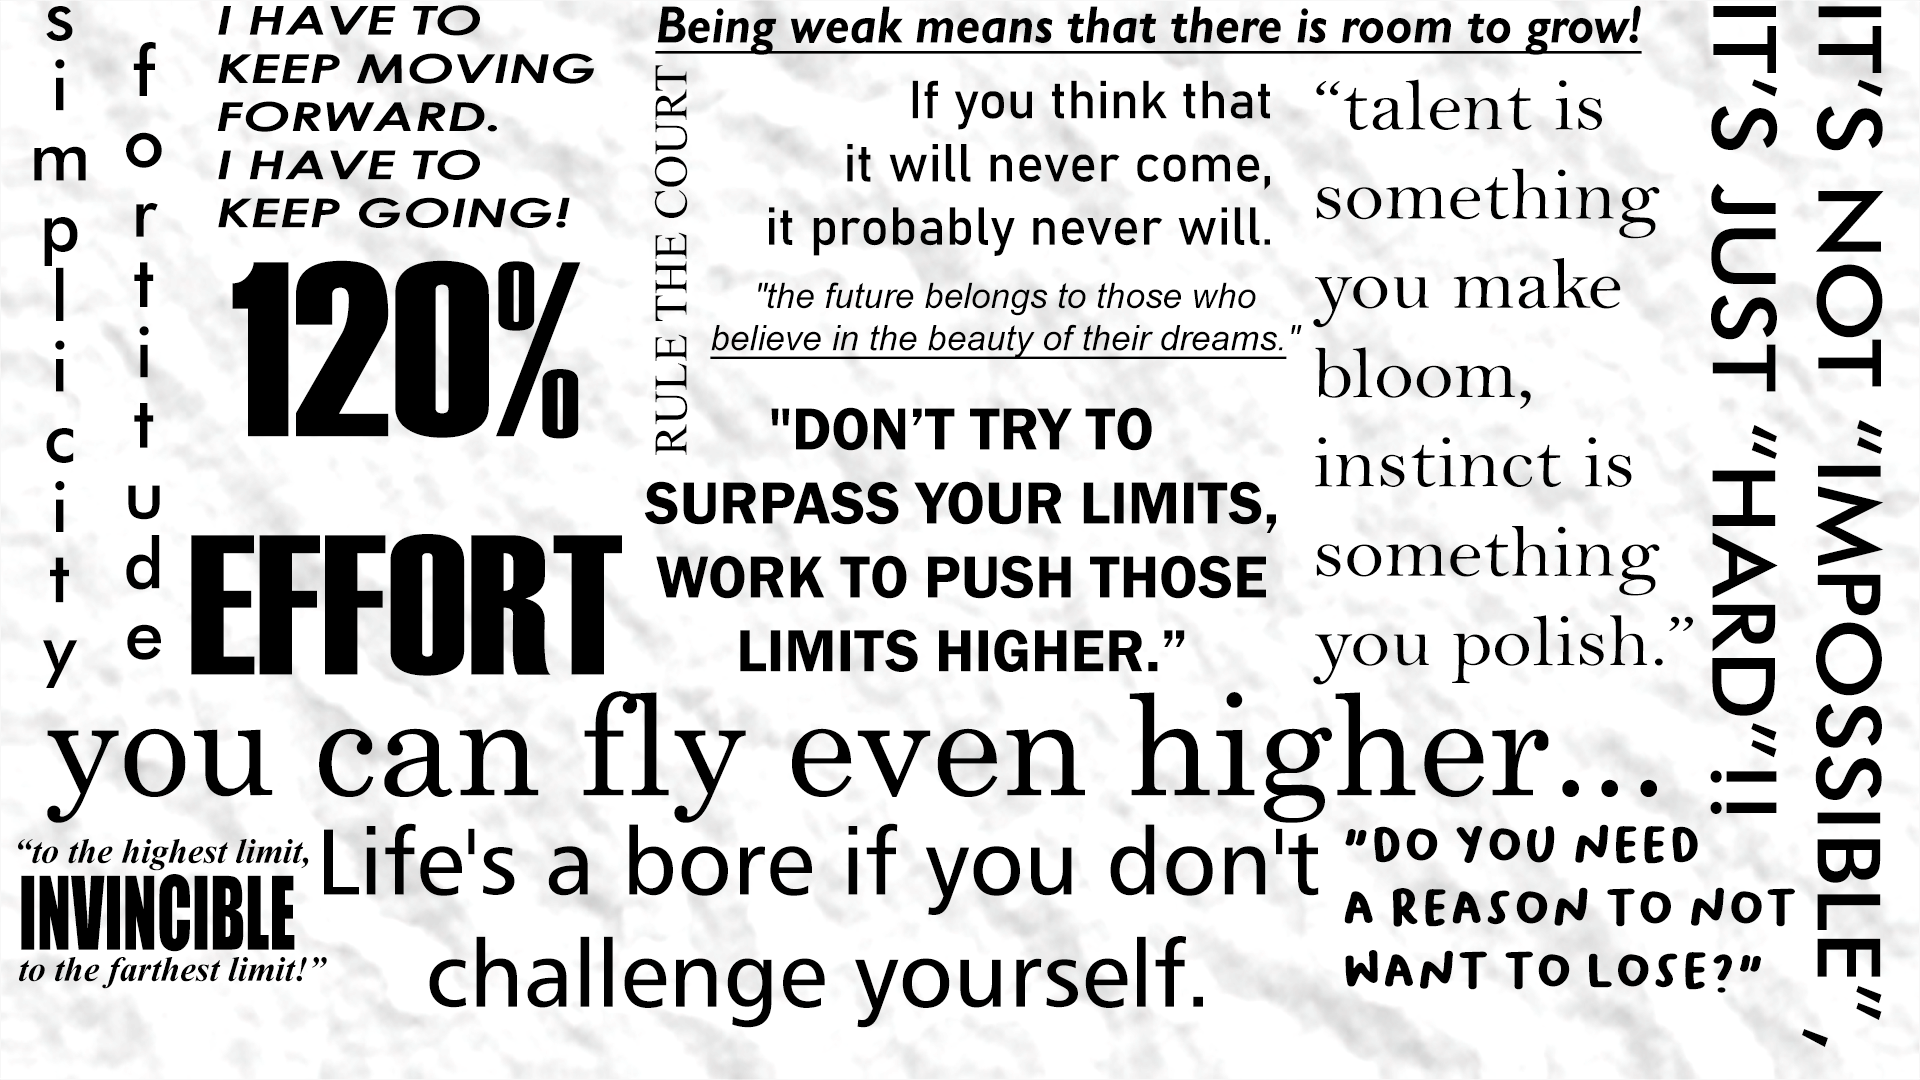 simplicity
fortitude
I HAVE TO
KEEP MOVING
FORWARD.
I HAVE TO
KEEP GOING!
120%
EFFORT
Being weak means that there is room to grow!
RULE THE COURT
If you think that
it will never come,
it probably never will.
"the future belongs to those who
believe in the beauty of their dreams."
"DON’T TRY TO
SURPASS YOUR LIMITS,
WORK TO PUSH THOSE
LIMITS HIGHER.”
“talent is
something
you make
bloom,
instinct is
something
you polish.”
IT’S NOT “IMPOSSIBLE”,
IT’S JUST “HARD”!!
you can fly even higher...
“to the highest limit,
INVINCIBLE
to the farthest limit!”
Life's a bore if you don't
challenge yourself.
"DO YOU NEED
A REASON TO NOT
WANT TO LOSE?"